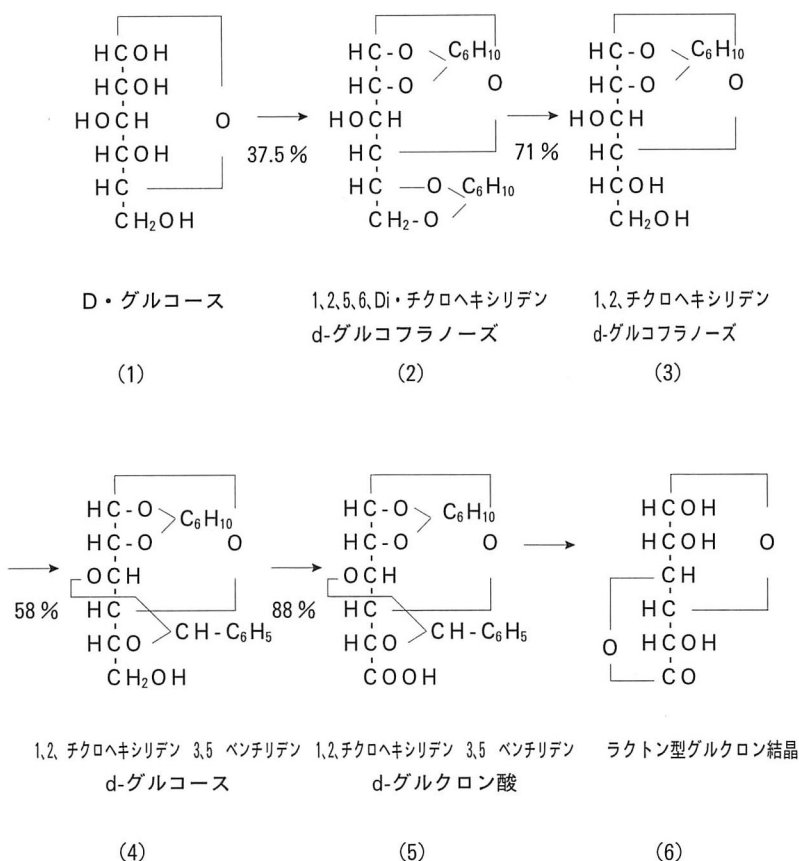 HCOH
HCOH
HOCH
HCOH
HC
CH₂OH
O
37.5%
HC-O
HC-O
C₆H₁₀
O
HOCH
HC
HC-O
CH₂-O
C₆H₁₀
71%
HC-O
HC-O
C₆H₁₀
O
HOCH
HC
HCOH
CH₂OH
D・グルコース
1,2,5,6,Di・チクロヘキシリデン
d-グルコフラノーズ
1,2,チクロヘキシリデン
d-グルコフラノーズ
(1)
(2)
(3)
58%
HC-O
HC-O
C₆H₁₀
O
OCH
HC
HCO
CH-C₆H₅
CH₂OH
88%
HC-O
HC-O
C₆H₁₀
O
OCH
HC
HCO
CH-C₆H₅
COOH
HCOH
HCOH
O
CH
HC
HCOH
CO
O
1,2, チクロヘキシリデン 3,5 ベンチリデン
d-グルコース
1,2,チクロヘキシリデン 3,5 ベンチリデン
d-グルクロン酸
ラクトン型グルクロン結晶
(4)
(5)
(6)